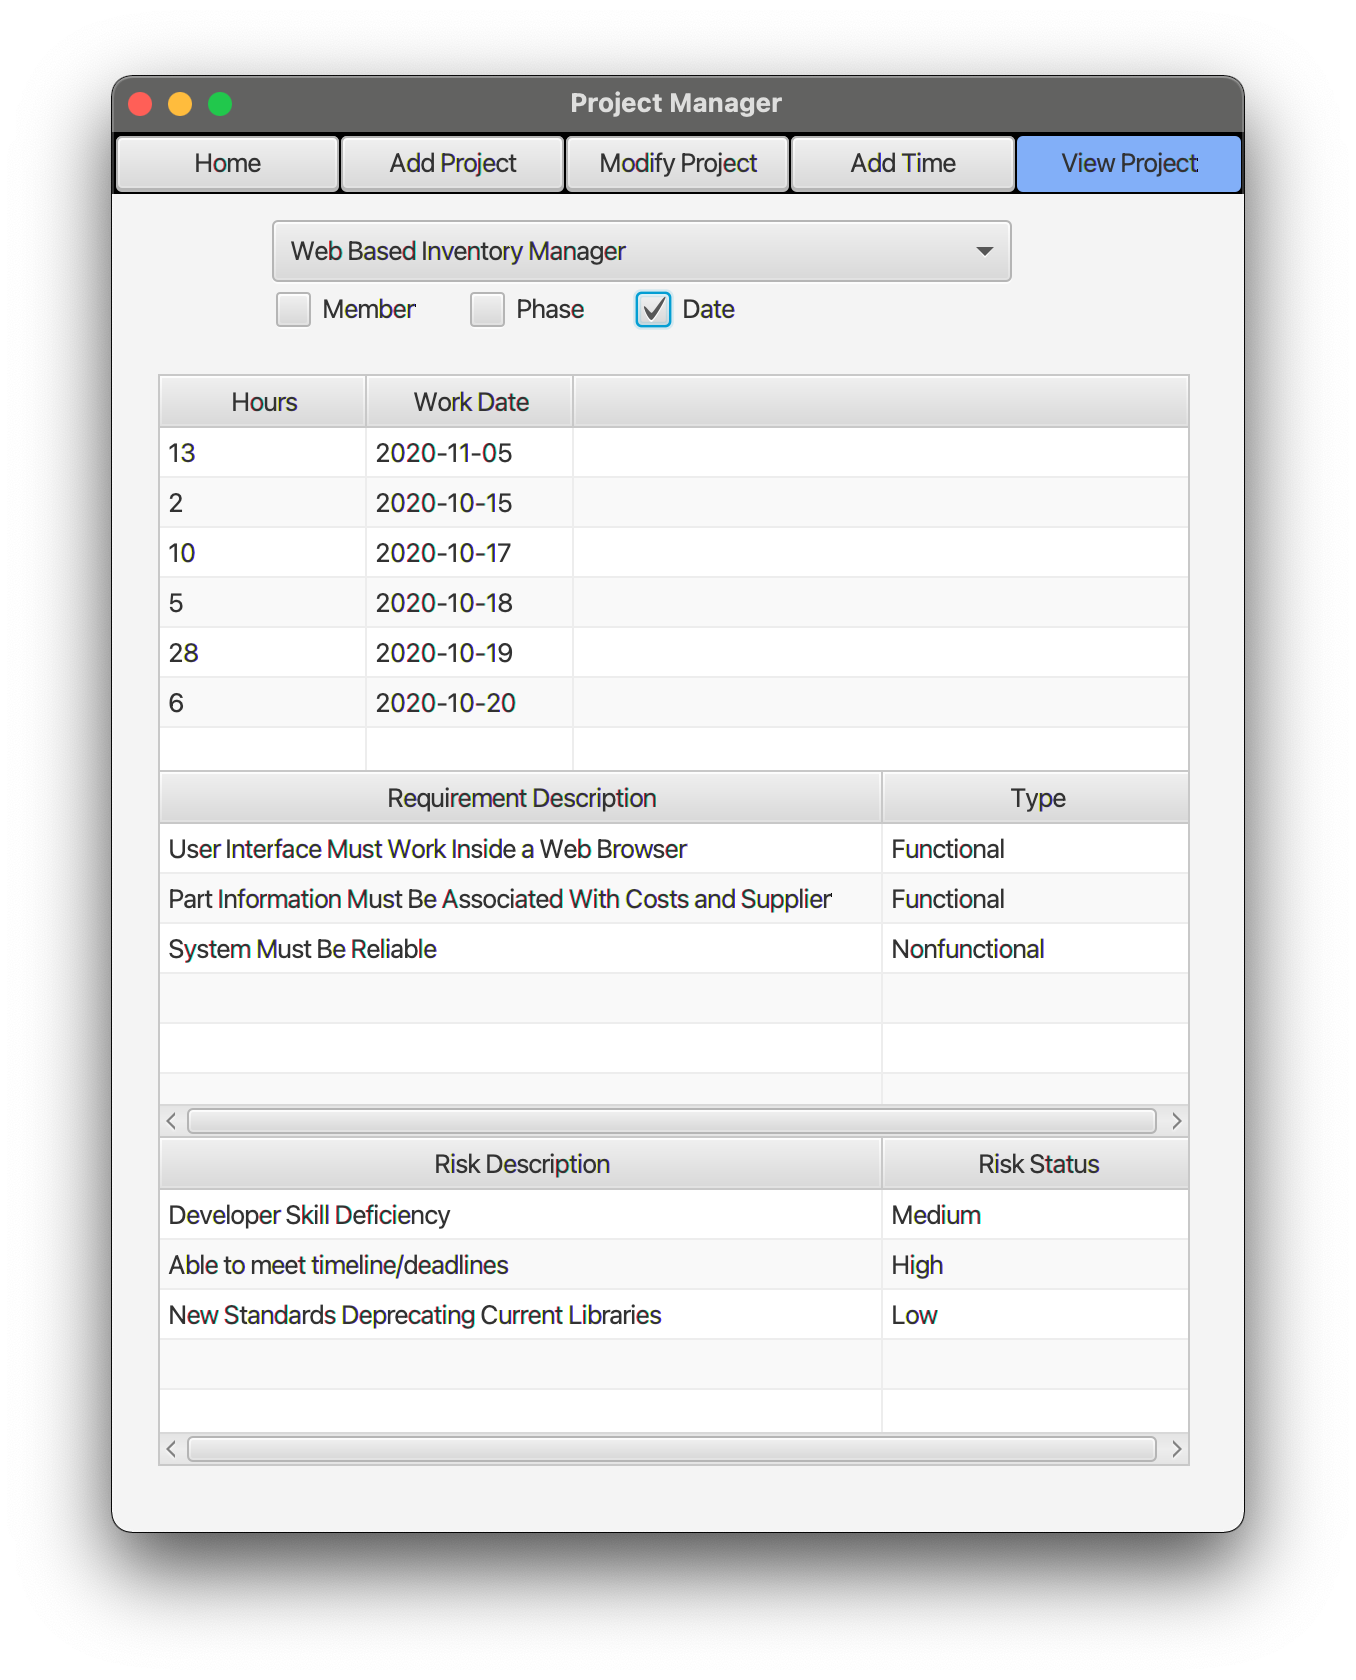 Project Manager
Home Add Project Modify Project Add Time View Project
Web Based Inventory Manager
Member Phase Date
Hours Work Date
13 2020-11-05
2 2020-10-15
10 2020-10-17
5 2020-10-18
28 2020-10-19
6 2020-10-20
Requirement Description Type
User Interface Must Work Inside a Web Browser Functional
Part Information Must Be Associated With Costs and Supplier Functional
System Must Be Reliable Nonfunctional
Risk Description Risk Status
Developer Skill Deficiency Medium
Able to meet timeline/deadlines High
New Standards Deprecating Current Libraries Low